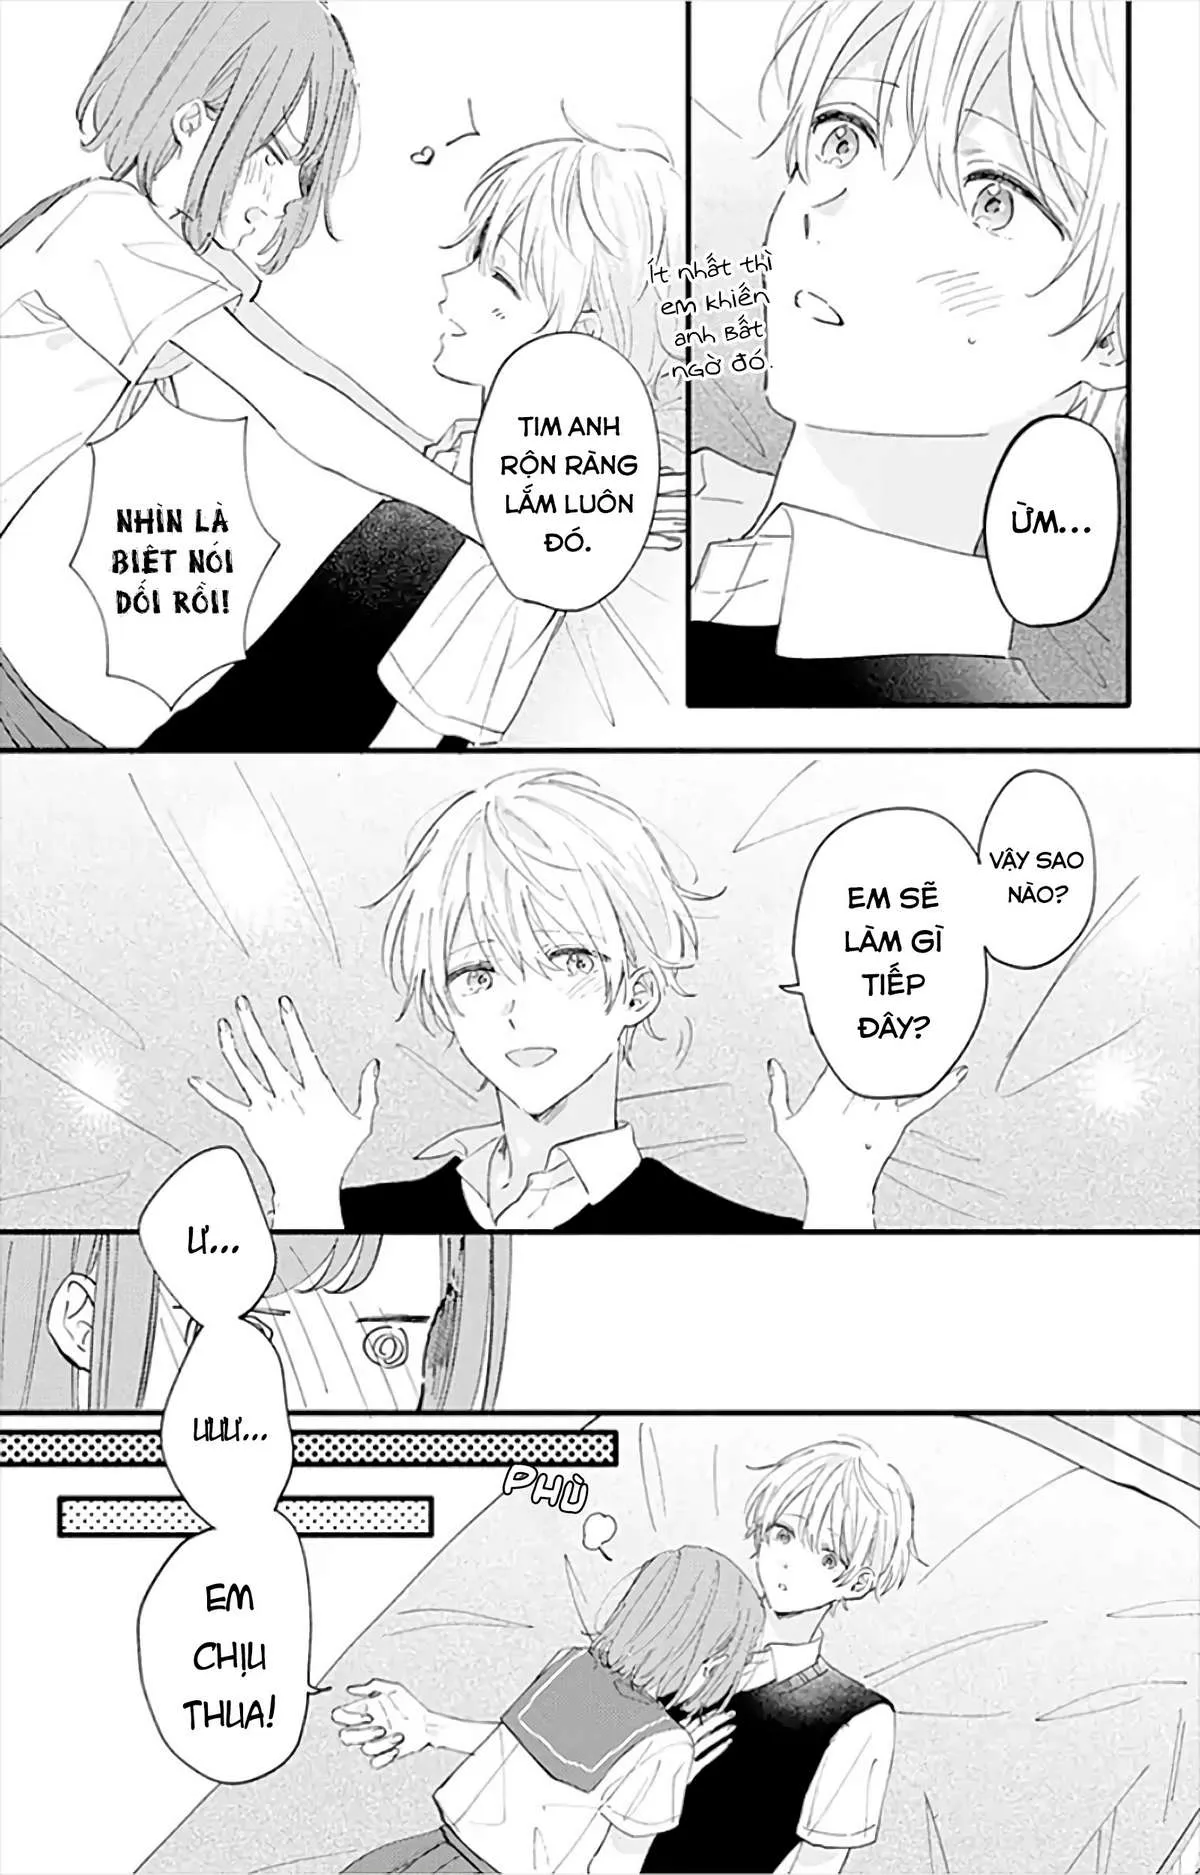 ỪM...
Ít nhất thì
em khiến
anh bất
ngờ đó.
TIM ANH
RỘN RÀNG
LẮM LUÔN
ĐÓ.
NHÌN LÀ
BIẾT NÓI
DỐI RỒI!
VẬY SAO
NÀO?
EM SẼ
LÀM GÌ
TIẾP
ĐÂY?
Ư...
ƯƯƯ...
PHÙ
EM
CHỊU
THUA!